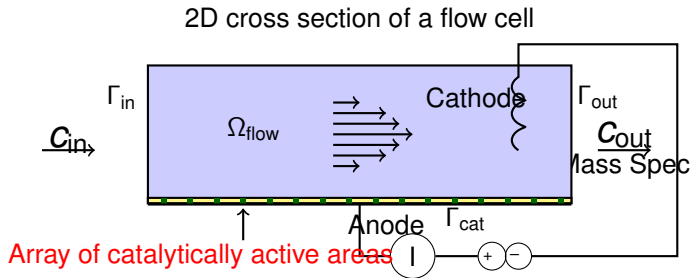 2D cross section of a flow cell
Γin
Cathode
Γout
Ωflow
cin
cout
Mass Spec
Anode
Γcat
Array of catalytically active areas
I
+ −